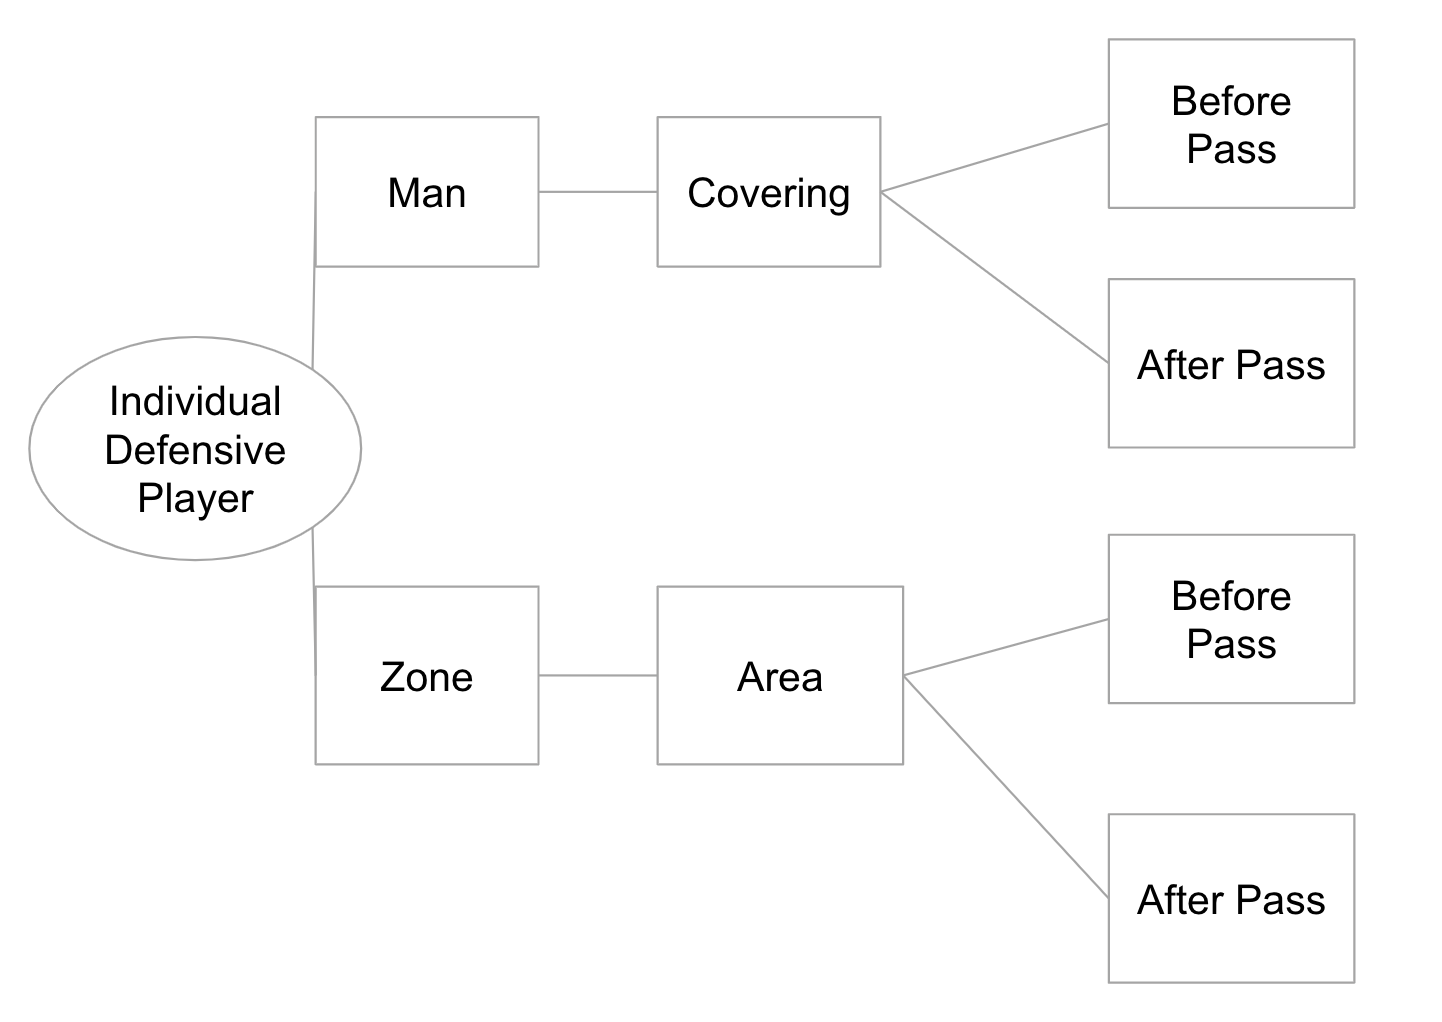 Individual
Defensive
Player
Man
Covering
Before
Pass
After Pass
Zone
Area
Before
Pass
After Pass